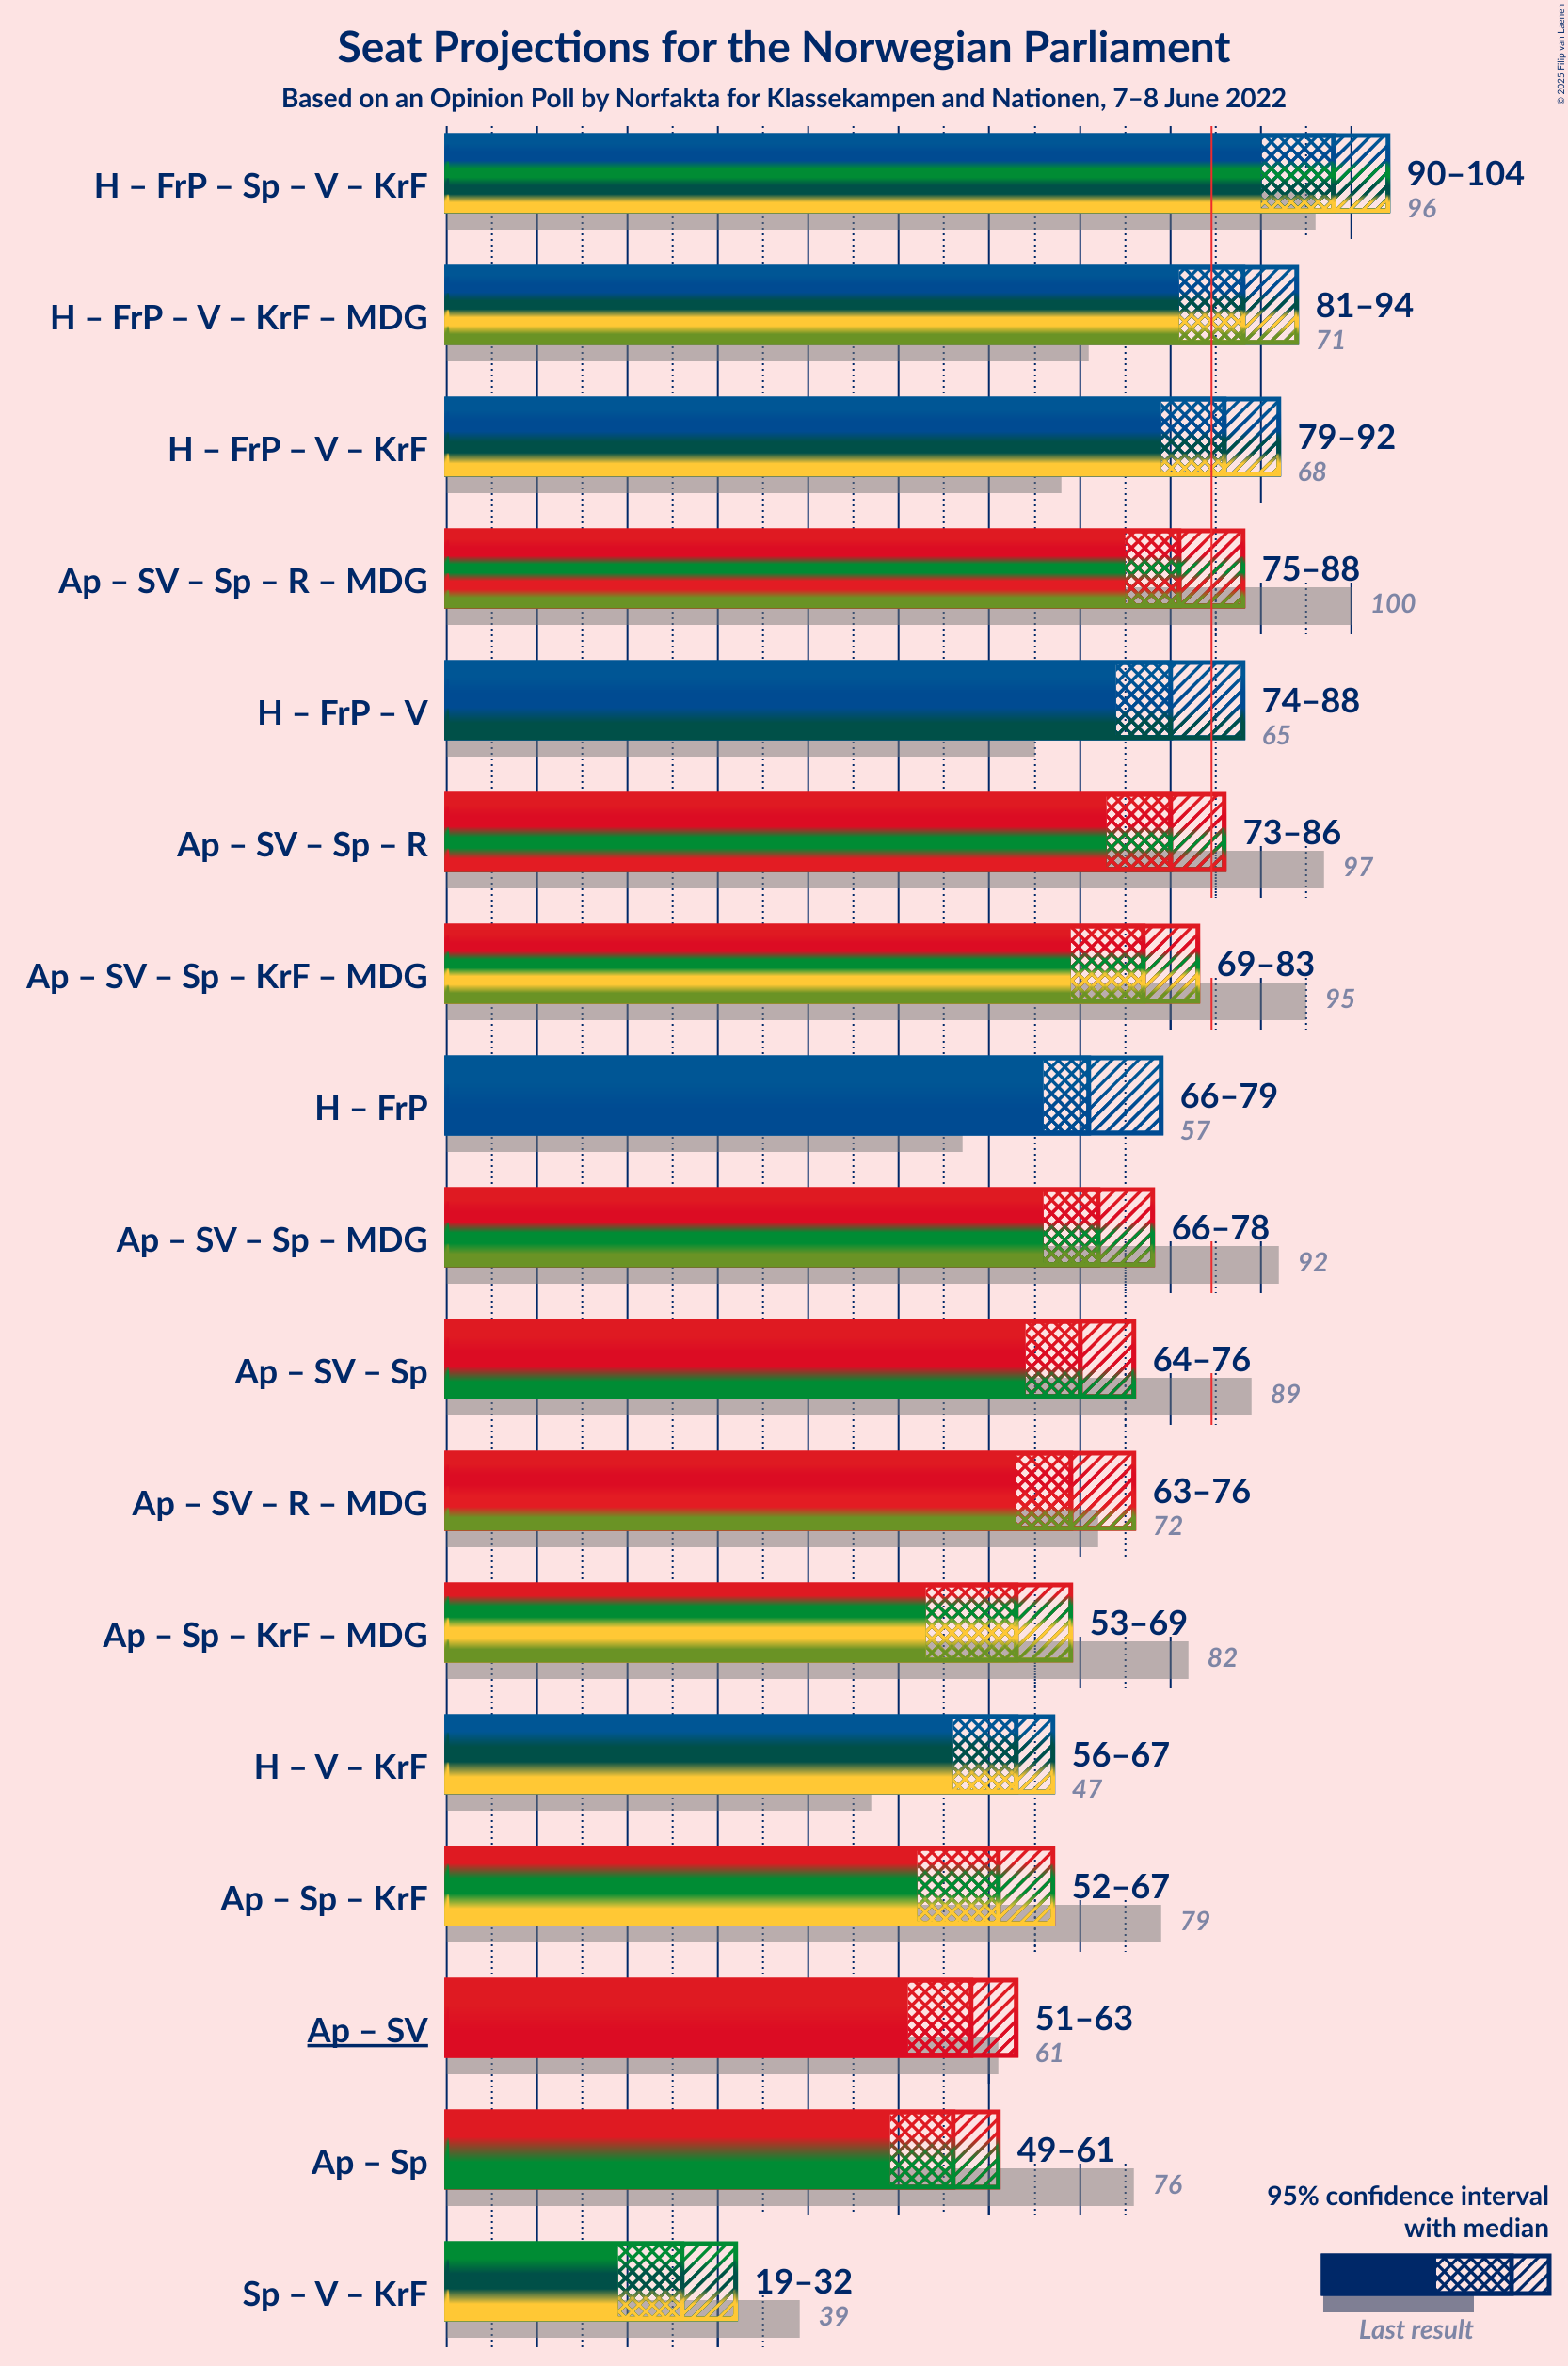 Seat Projections for the Norwegian Parliament
Based on an Opinion Poll by Norfakta for Klassekampen and Nationen, 7–8 June 2022
© 2025 Filip van Laenen
H – FrP – Sp – V – KrF
90–104
96
H – FrP – V – KrF – MDG
81–94
71
H – FrP – V – KrF
79–92
68
Ap – SV – Sp – R – MDG
75–88
100
H – FrP – V
74–88
65
Ap – SV – Sp – R
73–86
97
Ap – SV – Sp – KrF – MDG
69–83
95
H – FrP
66–79
57
Ap – SV – Sp – MDG
66–78
92
Ap – SV – Sp
64–76
89
Ap – SV – R – MDG
63–76
72
Ap – Sp – KrF – MDG
53–69
82
H – V – KrF
56–67
47
Ap – Sp – KrF
52–67
79
Ap – SV
51–63
61
Ap – Sp
49–61
76
Sp – V – KrF
19–32
39
95% confidence interval
with median
Last result